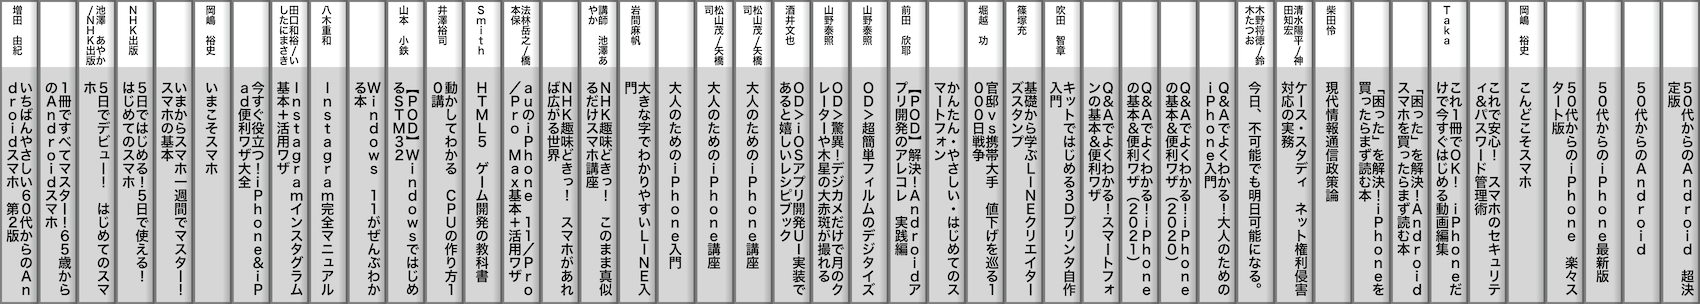 50代からのAndroid 超決
定版
50代からのAndroid
50代からのiPhone最新版
50代からのiPhone 楽々ス
タート版
岡嶋 裕史
こんどこそスマホ
これで安心! スマホのセキュリテ
ィ&パスワード管理術
Taka
これ1冊でOK! iPhoneだ
けで今すぐはじめる動画編集
「困った」を解決!Android
スマホを買ったらまず読む本
「困った」を解決!iPhoneを
買ったらまず読む本
柴田怜
現代情報通信政策論
清水陽平/神
田知宏
ケース・スタディ ネット権利侵害
対応の実務
木野将徳/鈴
木たつお
今日、不可能でも明日可能になる。
Q&Aでよくわかる!大人のための
iPhone入門
Q&Aでよくわかる!iPhone
の基本&便利ワザ(2020)
Q&Aでよくわかる!iPhone
の基本&便利ワザ(2021)
Q&Aでよくわかる!スマートフォ
ンの基本&便利ワザ
吹田 智章
キットではじめる3Dプリンタ自作
入門
篠塚充
基礎から学ぶLINEクリエイター
ズスタンプ
堀越 功
官邸vs携帯大手 値下げを巡る1
000日戦争
かんたん・やさしい・はじめてのス
マートフォン
前田 欣耶
【POD】解決!Androidア
プリ開発のアレコレ 実践編
山野泰照
OD>超簡単フィルムのデジタイズ
山野泰照
OD>驚異!デジカメだけで月のク
レーターや木星の大赤斑が撮れる
酒井文也
OD>iOSアプリ開発UI実装で
あると嬉しいレシピブック
松山茂/矢橋
司
大人のためのiPhone講座
松山茂/矢橋
司
大人のためのiPhone講座
大人のためのiPhone入門
岩間麻帆
大きな字でわかりやすいLINE入
門
講師 池澤あ
やか
NHK趣味どきっ! このまま真似
るだけスマホ講座
NHK趣味どきっ! スマホがあれ
ば広がる世界
法林岳之/橋
本保
auのiPhone 11/Pro
/Pro Max基本+活用ワザ
Smith
HTML5 ゲーム開発の教科書
井澤裕司
動かしてわかる CPUの作り方1
0講
山本 小鉄
【POD】Windowsではじめ
るSTM32
Windows 11がぜんぶわか
る本
八木重和
Instagram完全マニュアル
田口和裕/い
したにまさき
Instagramインスタグラム
基本+活用ワザ
今すぐ役立つ!iPhone&iP
ad便利ワザ大全
岡嶋 裕史
いまこそスマホ
いまからスマホ一週間でマスター!
スマホの基本
NHK出版
5日ではじめる!5日で使える!
はじめてのスマホ
池澤 あやか
/NHK出版
5日でデビュー! はじめてのスマ
ホ
1冊ですべてマスター!65歳から
のAndroidスマホ
増田 由紀
いちばんやさしい60代からのAn
droidスマホ 第2版